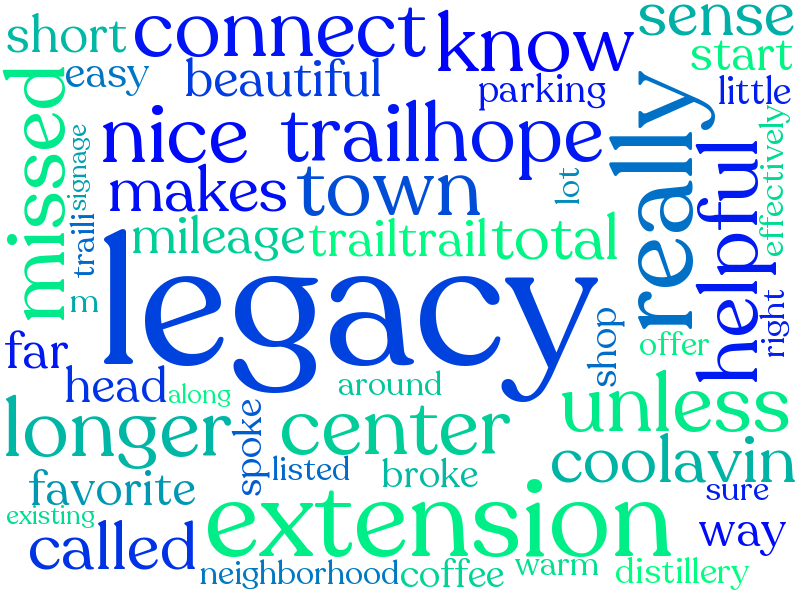 short
connect
know
sense
start
easy
beautiful
parking
little
missed
nice
trailhope
really
signage
makes
town
lot
helpful
effectively
traili
mileage
trailtrail
total
m
legacy
far
shop
offer
right
head
along
around
longer
spoke
center
unless
listed
broke
coolavin
favorite
sure
existing
called
extension
way
neighborhood
coffee
warm
distillery